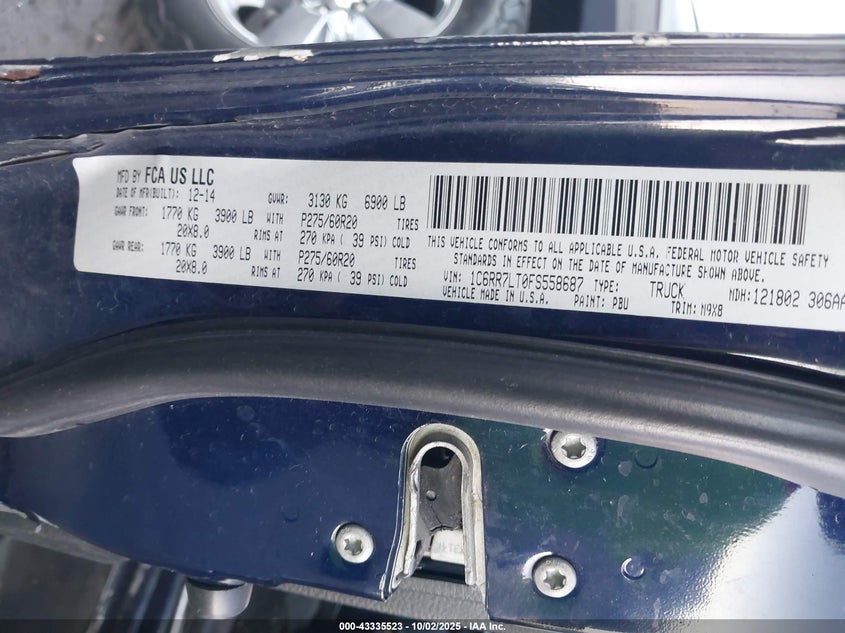 MFD BY FCA US LLC
DATE OF MFR(BUILT): 12-14 GVWR: 3130 KG 6900 LB
GAWR FRONT: 1770 KG 3900 LB WITH P275/60R20 TIRES
20X8.0 RIMS AT 270 KPA ( 39 PSI) COLD
GAWR REAR: 1770 KG 3900 LB WITH P275/60R20 TIRES
20X8.0 RIMS AT 270 KPA ( 39 PSI) COLD
THIS VEHICLE CONFORMS TO ALL APPLICABLE U.S.A. FEDERAL MOTOR VEHICLE SAFETY
STANDARDS IN EFFECT ON THE DATE OF MANUFACTURE SHOWN ABOVE.
VIN: 1C6RR7LT0FS558687 TYPE: TRUCK MDH:121802 306AA
VEHICLE MADE IN U.S.A. PAINT: PBU TRIM: M9X8
000-43335523 - 10/02/2025 - IAA Inc.